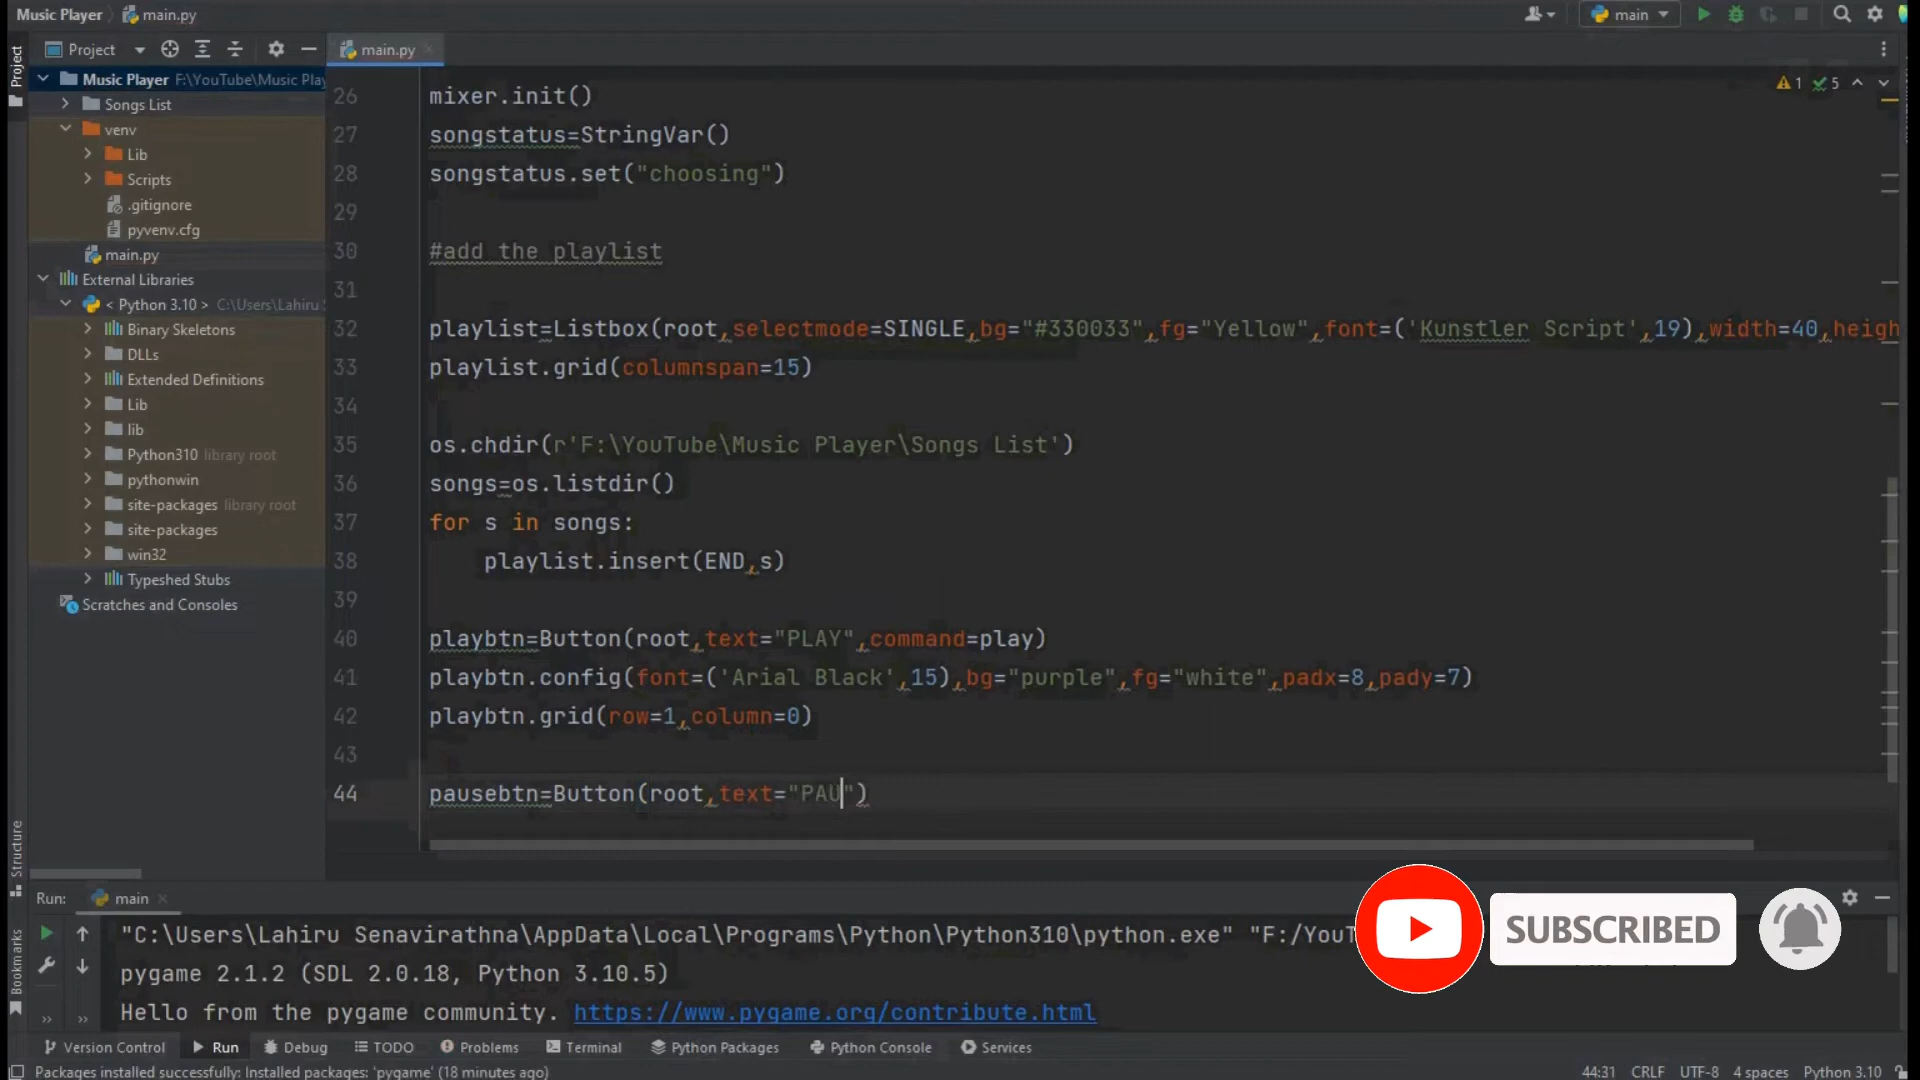 Music Player
main.py
main
Project
main.py
1
5
Project
Music Player F:\YouTube\Music Pla
Songs List
venv
Lib
Scripts
.gitignore
pyvenv.cfg
main.py
External Libraries
< Python 3.10 > C:\Users\Lahiru
Binary Skeletons
DLLs
Extended Definitions
Lib
lib
Python310 library root
pythonwin
site-packages library root
site-packages
win32
Typeshed Stubs
Scratches and Consoles
26 mixer.init()
27 songstatus=StringVar()
28 songstatus.set("choosing")
29
30 #add the playlist
31
32 playlist=Listbox(root,selectmode=SINGLE,bg="#330033",fg="Yellow",font=('Kunstler Script',19),width=40,heigh
33 playlist.grid(columnspan=15)
34
35 os.chdir(r'F:\YouTube\Music Player\Songs List')
36 songs=os.listdir()
37 for s in songs:
38 playlist.insert(END,s)
39
40 playbtn=Button(root,text="PLAY",command=play)
41 playbtn.config(font=('Arial Black',15),bg="purple",fg="white",padx=8,pady=7)
42 playbtn.grid(row=1,column=0)
43
44 pausebtn=Button(root,text="PAU")
Structure
Bookmarks
Run: main
"C:\Users\Lahiru Senavirathna\AppData\Local\Programs\Python\Python310\python.exe" "F:/YouT
pygame 2.1.2 (SDL 2.0.18, Python 3.10.5)
Hello from the pygame community. https://www.pygame.org/contribute.html
SUBSCRIBED
Version Control
Run
Debug
TODO
Problems
Terminal
Python Packages
Python Console
Services
Packages installed successfully: Installed packages: 'pygame' (18 minutes ago)
44:31 CRLF UTF-8 4 spaces Python 3.10